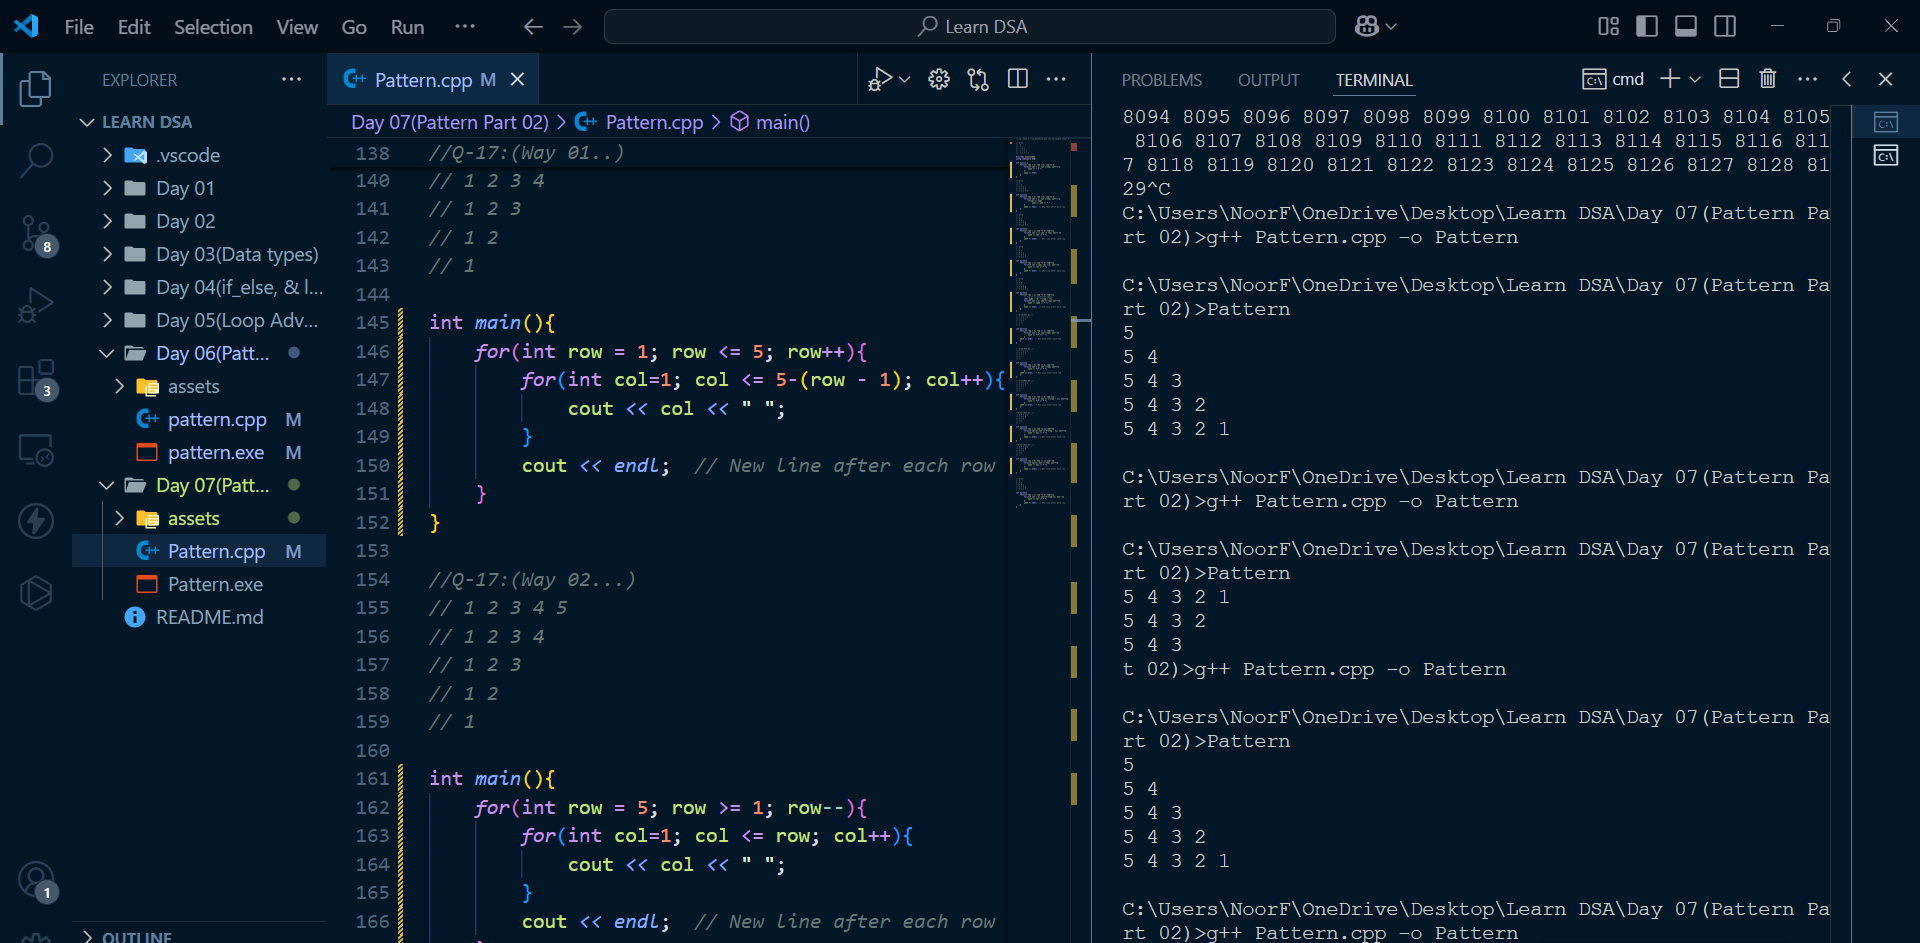 File Edit Selection View Go Run ··· Learn DSA
EXPLORER ···
LEARN DSA
.vscode
Day 01
Day 02
Day 03(Data types)
Day 04(if_else, & l...
Day 05(Loop Adv...
Day 06(Patt...
assets
pattern.cpp M
pattern.exe M
Day 07(Patt...
assets
Pattern.cpp M
Pattern.exe
README.md
OUTLINE
8
3
1
Pattern.cpp M
Day 07(Pattern Part 02) > Pattern.cpp > main()
138 //Q-17:(Way 01..)
140 // 1 2 3 4
141 // 1 2 3
142 // 1 2
143 // 1
144
145 int main(){
146 for(int row = 1; row <= 5; row++){
147 for(int col=1; col <= 5-(row - 1); col++){
148 cout << col << " ";
149 }
150 cout << endl; // New line after each row
151 }
152 }
153
154 //Q-17:(Way 02...)
155 // 1 2 3 4 5
156 // 1 2 3 4
157 // 1 2 3
158 // 1 2
159 // 1
160
161 int main(){
162 for(int row = 5; row >= 1; row--){
163 for(int col=1; col <= row; col++){
164 cout << col << " ";
165 }
166 cout << endl; // New line after each row
PROBLEMS OUTPUT TERMINAL cmd
8094 8095 8096 8097 8098 8099 8100 8101 8102 8103 8104 8105
8106 8107 8108 8109 8110 8111 8112 8113 8114 8115 8116 811
7 8118 8119 8120 8121 8122 8123 8124 8125 8126 8127 8128 81
29^C
C:\Users\NoorF\OneDrive\Desktop\Learn DSA\Day 07(Pattern Pa
rt 02)>g++ Pattern.cpp -o Pattern
C:\Users\NoorF\OneDrive\Desktop\Learn DSA\Day 07(Pattern Pa
rt 02)>Pattern
5
5 4
5 4 3
5 4 3 2
5 4 3 2 1
C:\Users\NoorF\OneDrive\Desktop\Learn DSA\Day 07(Pattern Pa
rt 02)>g++ Pattern.cpp -o Pattern
C:\Users\NoorF\OneDrive\Desktop\Learn DSA\Day 07(Pattern Pa
rt 02)>Pattern
5 4 3 2 1
5 4 3 2
5 4 3
t 02)>g++ Pattern.cpp -o Pattern
C:\Users\NoorF\OneDrive\Desktop\Learn DSA\Day 07(Pattern Pa
rt 02)>Pattern
5
5 4
5 4 3
5 4 3 2
5 4 3 2 1
C:\Users\NoorF\OneDrive\Desktop\Learn DSA\Day 07(Pattern Pa
rt 02)>g++ Pattern.cpp -o Pattern